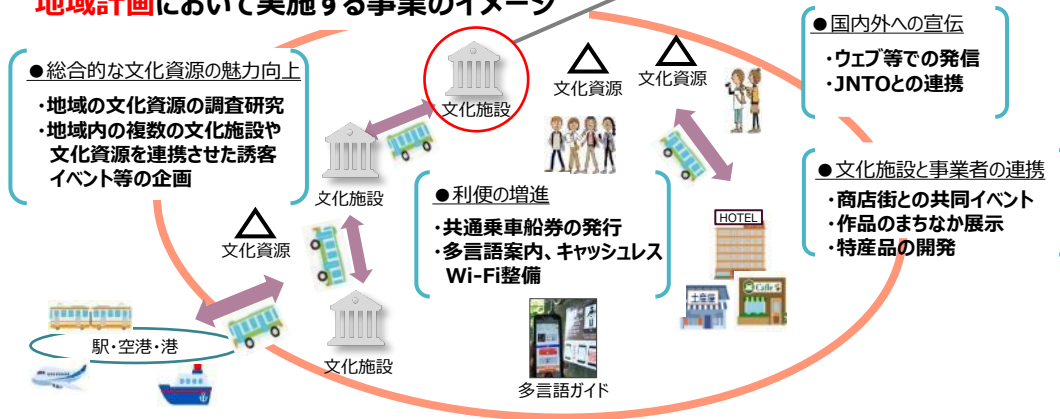 地域計画において実施する事業のイメージ
●総合的な文化資源の魅力向上
・地域の文化資源の調査研究
・地域内の複数の文化施設や
文化資源を連携させた誘客
イベント等の企画
文化施設
文化資源
文化資源
●国内外への宣伝
・ウェブ等での発信
・JNTOとの連携
文化施設
●利便の増進
・共通乗車船券の発行
・多言語案内、キャッシュレス
Wi-Fi整備
●文化施設と事業者の連携
・商店街との共同イベント
・作品のまちなか展示
・特産品の開発
文化資源
HOTEL
土産屋
Caffe
駅・空港・港
文化施設
多言語ガイド